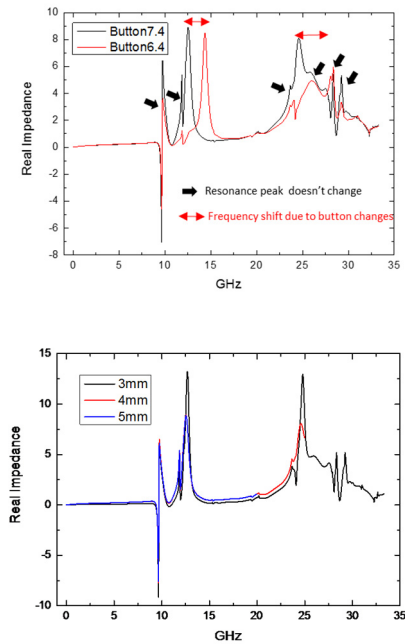 Button7.4
Button6.4
10
8
6
4
2
0
-2
-4
-6
-8
Real Impedance
Resonance peak doesn't change
Frequency shift due to button changes
0 5 10 15 20 25 30 35
GHz
15
10
5
0
-5
-10
Real Impedance
3mm
4mm
5mm
0 5 10 15 20 25 30 35
GHz